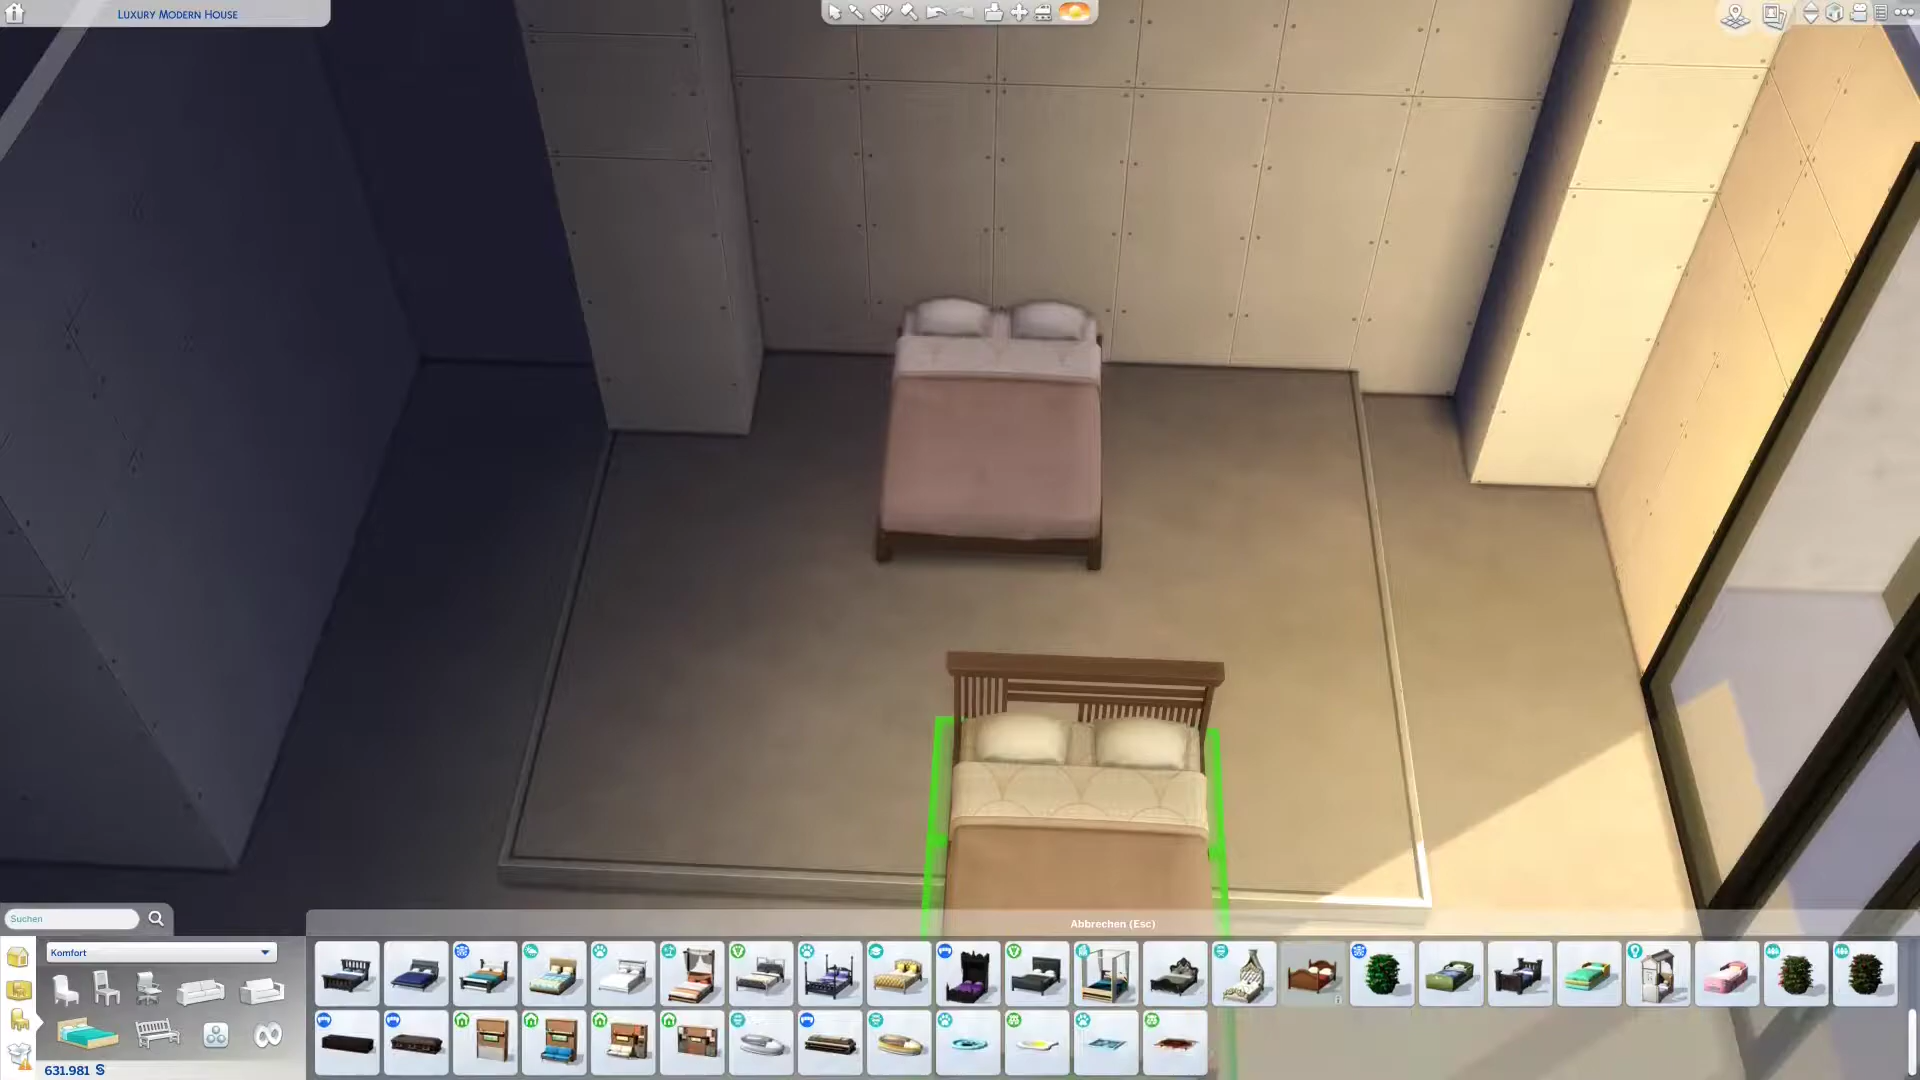 LUXURY MODERN HOUSE
Suchen
Abbrechen (Esc)
Komfort
631.981 S